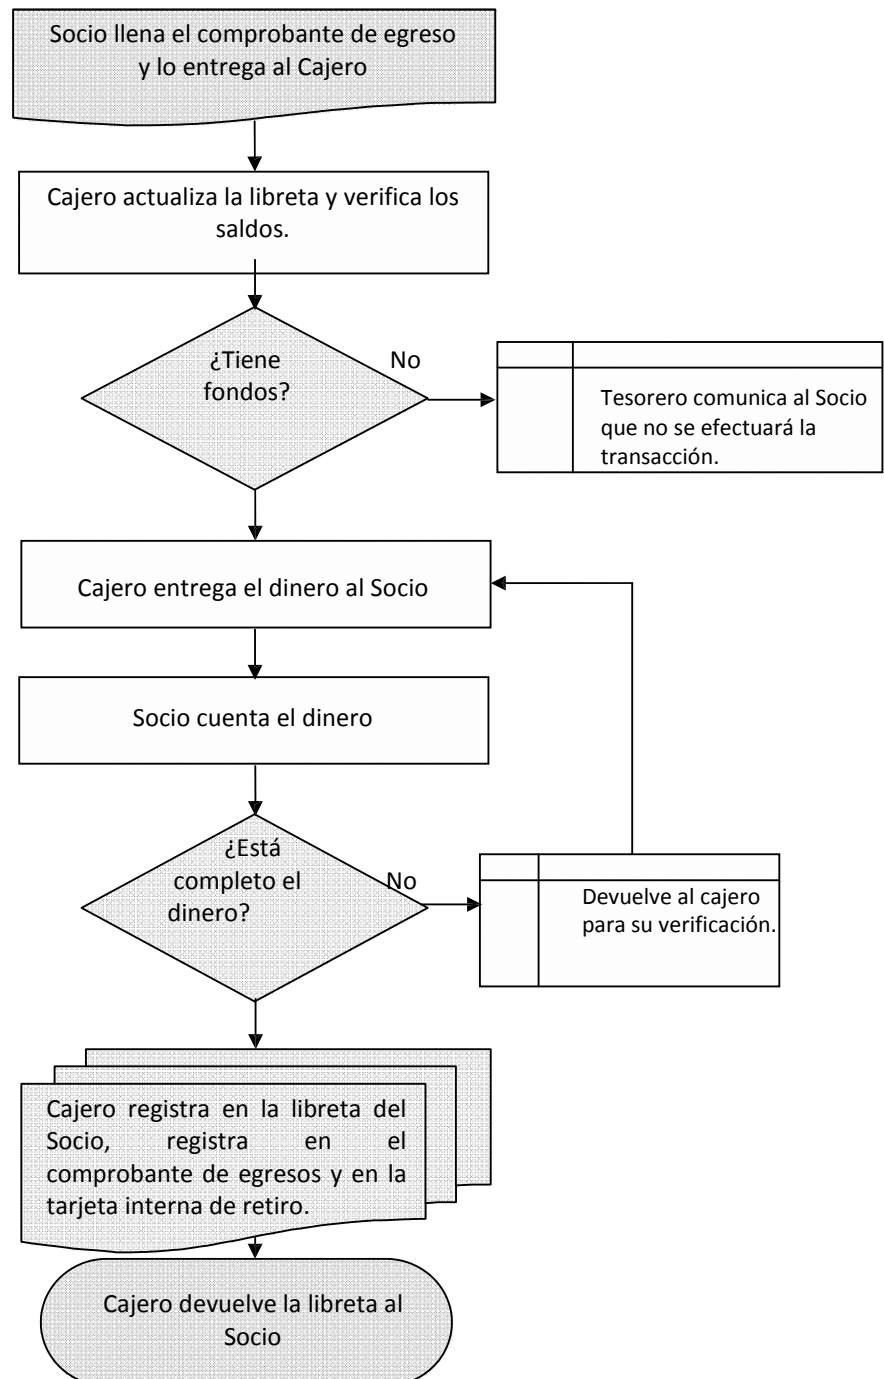 Socio llena el comprobante de egreso
y lo entrega al Cajero
Cajero actualiza la libreta y verifica los
saldos.
¿Tiene
fondos?
No
Tesorero comunica al Socio
que no se efectuará la
transacción.
Cajero entrega el dinero al Socio
Socio cuenta el dinero
¿Está
completo el
dinero?
No
Devuelve al cajero
para su verificación.
Cajero registra en la libreta del
Socio, registra en el
comprobante de egresos y en la
tarjeta interna de retiro.
Cajero devuelve la libreta al
Socio